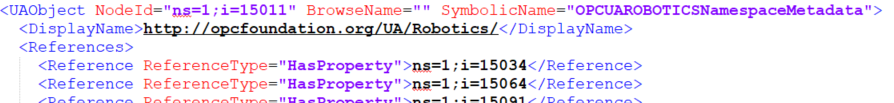 <UAObject NodeId="ns=1;i=15011" BrowseName="" SymbolicName="OPCUAROBOTICSNamespaceMetadata">
<DisplayName>http://opcfoundation.org/UA/Robotics/</DisplayName>
<References>
<Reference ReferenceType="HasProperty">ns=1;i=15034</Reference>
<Reference ReferenceType="HasProperty">ns=1;i=15064</Reference>
<Reference ReferenceType="HasProperty">ns=1;i=15091</Reference>